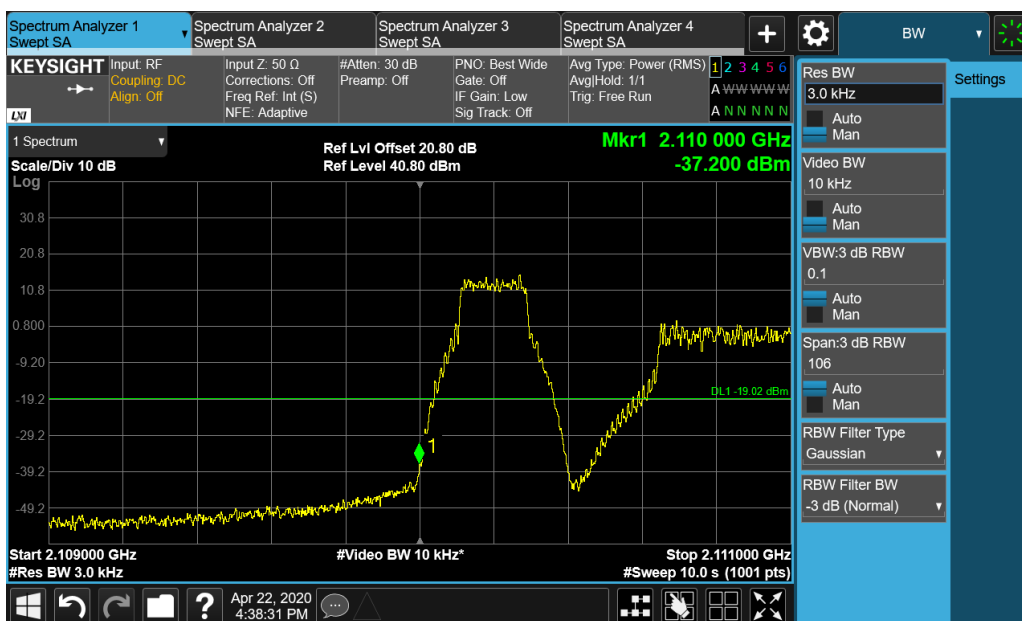 Spectrum Analyzer 1
Swept SA
Spectrum Analyzer 2
Swept SA
Spectrum Analyzer 3
Swept SA
Spectrum Analyzer 4
Swept SA
BW
KEYSIGHT
LXI
Input: RF
Coupling: DC
Align: Off
Input Z: 50 Ω
Corrections: Off
Freq Ref: Int (S)
NFE: Adaptive
#Atten: 30 dB
Preamp: Off
PNO: Best Wide
Gate: Off
IF Gain: Low
Sig Track: Off
Avg Type: Power (RMS)
Avg|Hold: 1/1
Trig: Free Run
1 2 3 4 5 6
A W W W W W
A N N N N N
1 Spectrum
Scale/Div 10 dB
Log
Ref Lvl Offset 20.80 dB
Ref Level 40.80 dBm
Mkr1 2.110 000 GHz
-37.200 dBm
30.8
20.8
10.8
0.800
-9.20
-19.2
-29.2
-39.2
-49.2
DL1 -19.02 dBm
1
Start 2.109000 GHz
#Res BW 3.0 kHz
#Video BW 10 kHz*
Stop 2.111000 GHz
#Sweep 10.0 s (1001 pts)
Res BW
3.0 kHz
Auto
Man
Video BW
10 kHz
Auto
Man
VBW:3 dB RBW
0.1
Auto
Man
Span:3 dB RBW
106
Auto
Man
RBW Filter Type
Gaussian
RBW Filter BW
-3 dB (Normal)
Settings
?
Apr 22, 2020
4:38:31 PM